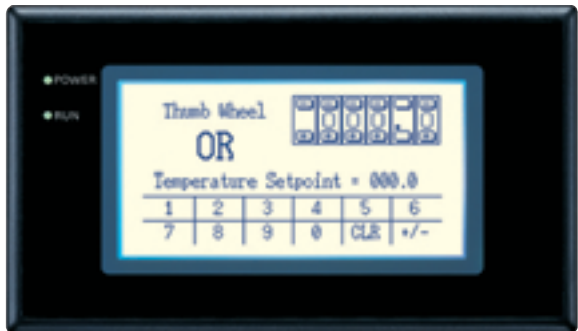 POWER
RUN
Thumb Wheel
OR
Temperature Setpoint = 000.0
1 2 3 4 5 6
7 8 9 0 CLR +/-